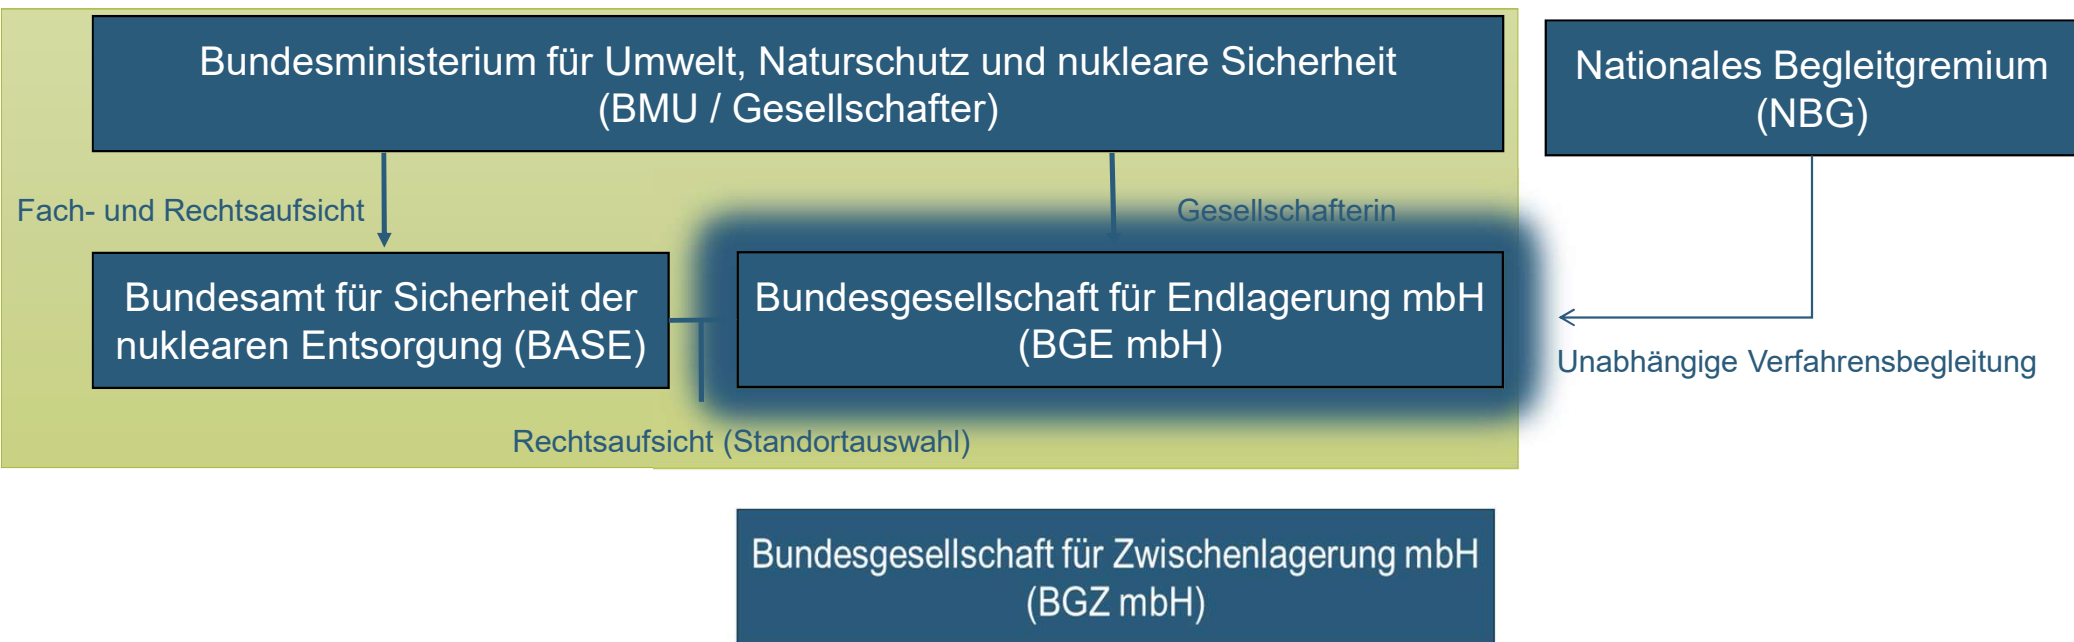 Bundesministerium für Umwelt, Naturschutz und nukleare Sicherheit
(BMU / Gesellschafter)
Nationales Begleitgremium
(NBG)
Fach- und Rechtsaufsicht
Gesellschafterin
Bundesamt für Sicherheit der
nuklearen Entsorgung (BASE)
Bundesgesellschaft für Endlagerung mbH
(BGE mbH)
Unabhängige Verfahrensbegleitung
Rechtsaufsicht (Standortauswahl)
Bundesgesellschaft für Zwischenlagerung mbH
(BGZ mbH)